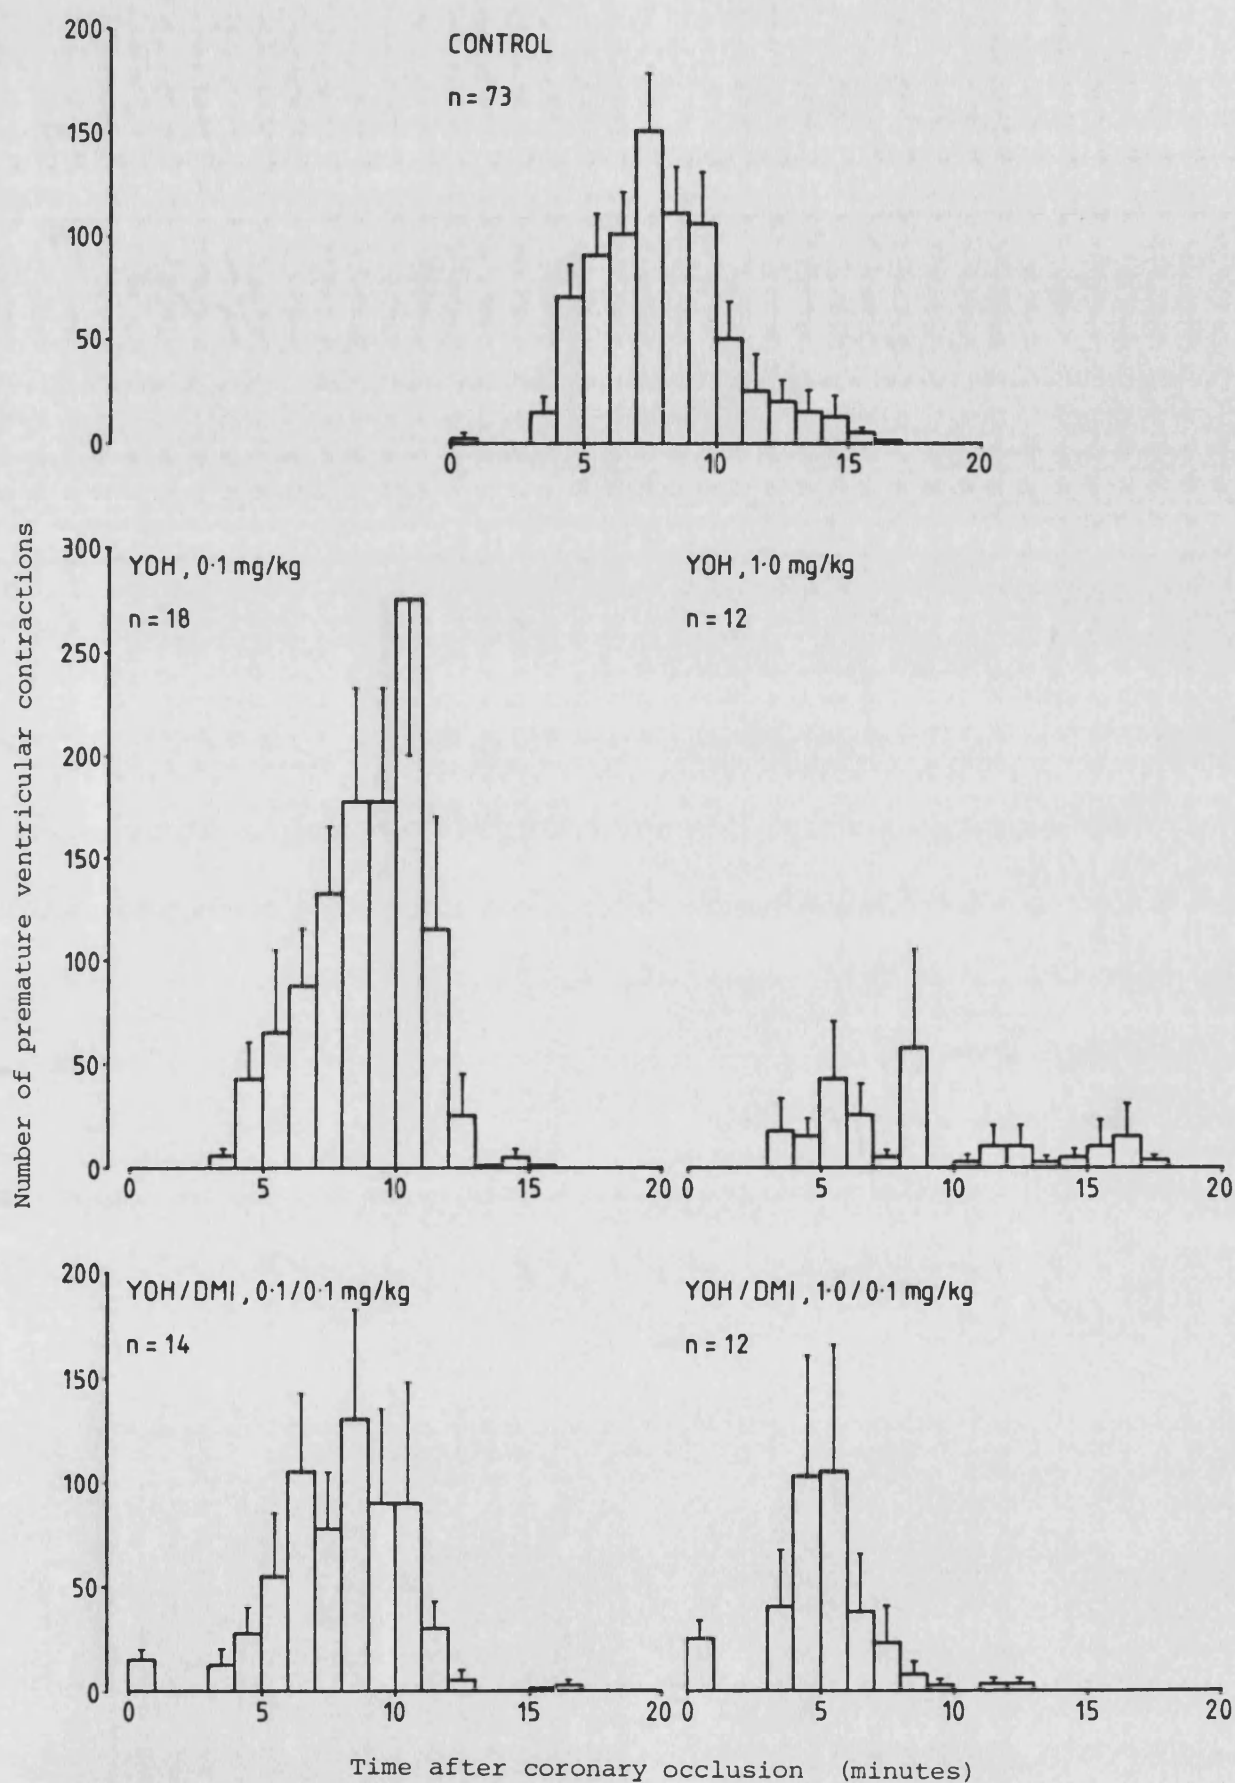 200
CONTROL
n = 73
150
100
50
0
0 5 10 15 20
Number of premature ventricular contractions
300
YOH, 0·1 mg/kg
n = 18
250
200
150
100
50
0
0 5 10 15 20
YOH, 1·0 mg/kg
n = 12
0 5 10 15 20
200
YOH/DMI, 0·1/0·1 mg/kg
n = 14
150
100
50
0
0 5 10 15 20
YOH/DMI, 1·0/0·1 mg/kg
n = 12
0 5 10 15 20
Time after coronary occlusion (minutes)